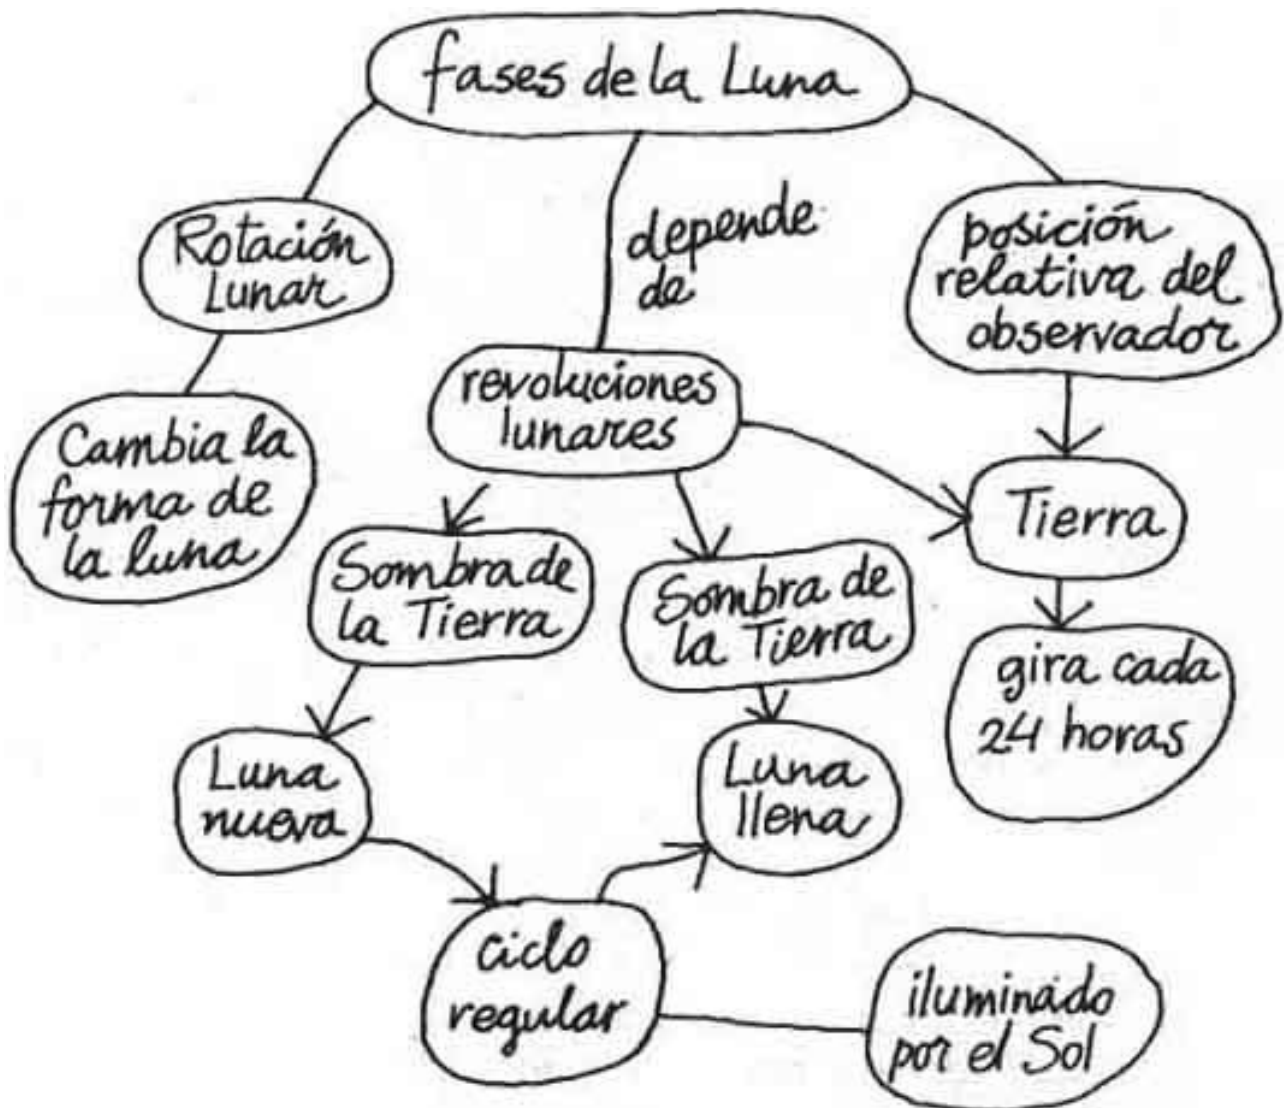 fases de la Luna
Rotación
Lunar
depende
de
posición
relativa del
observador
revoluciones
lunares
Cambia la
forma de
la luna
Tierra
Sombra de
la Tierra
Sombra de
la Tierra
gira cada
24 horas
Luna
nueva
Luna
llena
ciclo
regular
iluminado
por el Sol